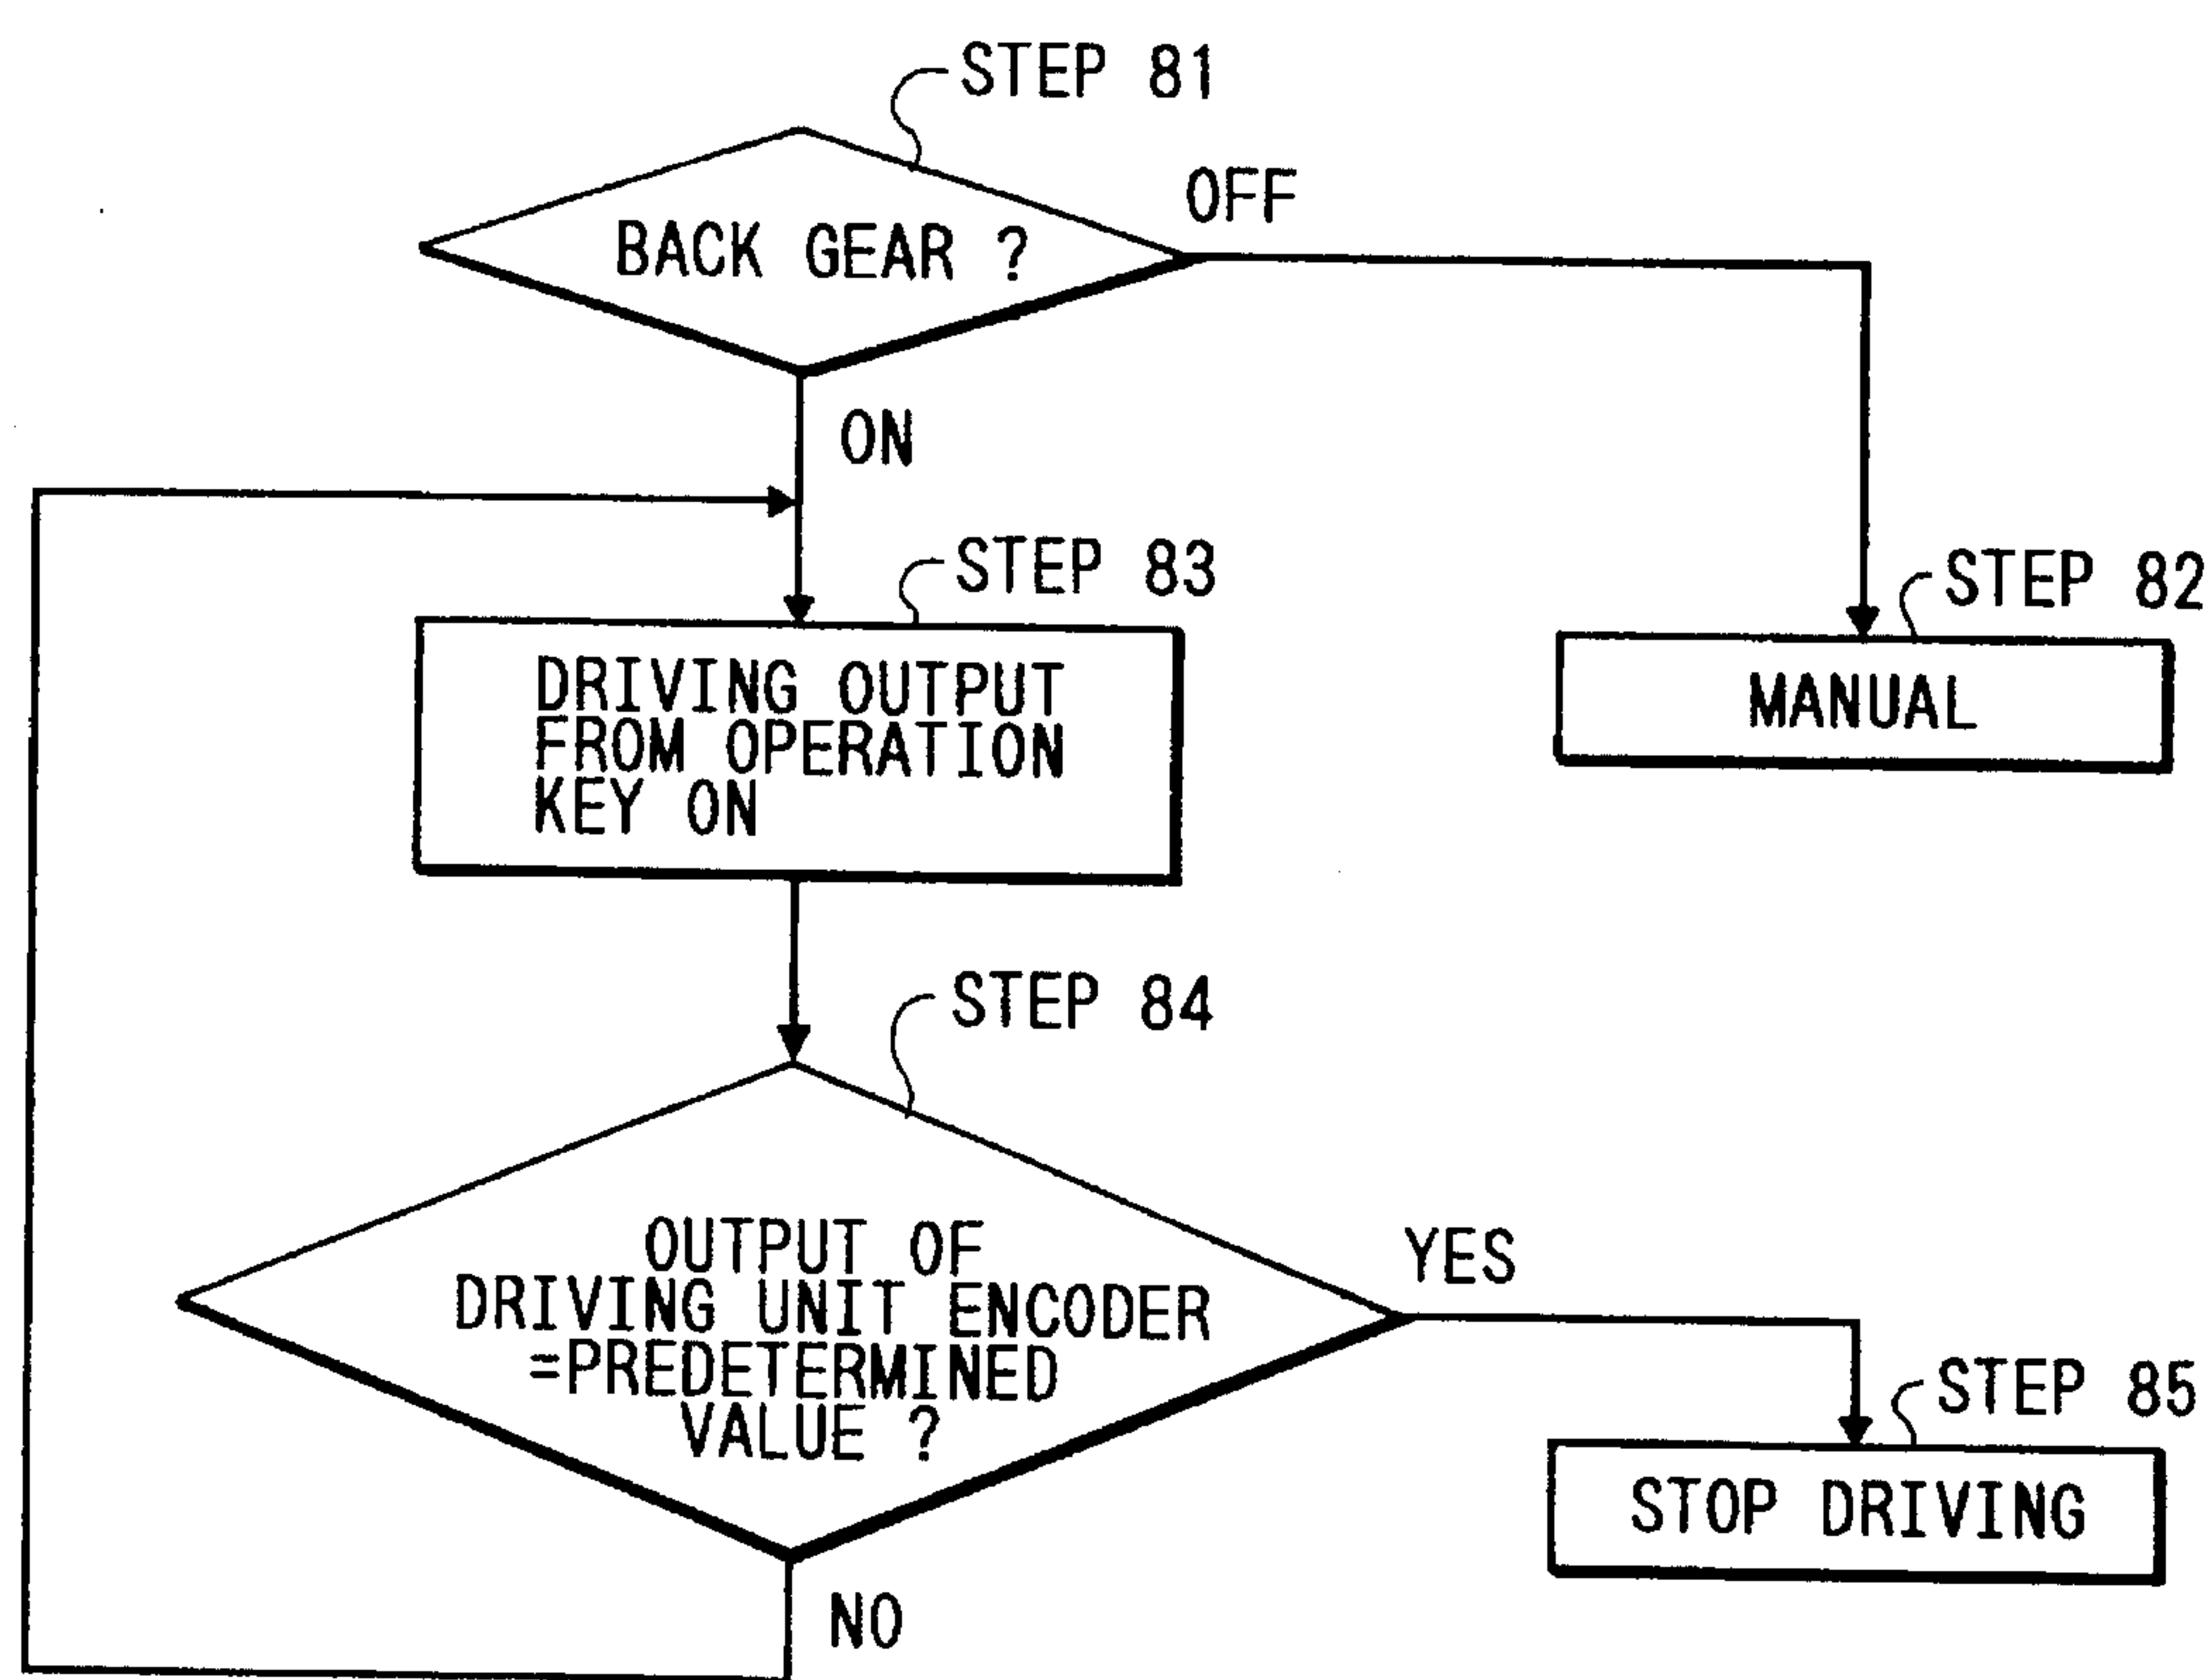 STEP 81
BACK GEAR ?
OFF
ON
STEP 83
DRIVING OUTPUT
FROM OPERATION
KEY ON
STEP 82
MANUAL
STEP 84
OUTPUT OF
DRIVING UNIT ENCODER
=PREDETERMINED
VALUE ?
YES
NO
STEP 85
STOP DRIVING